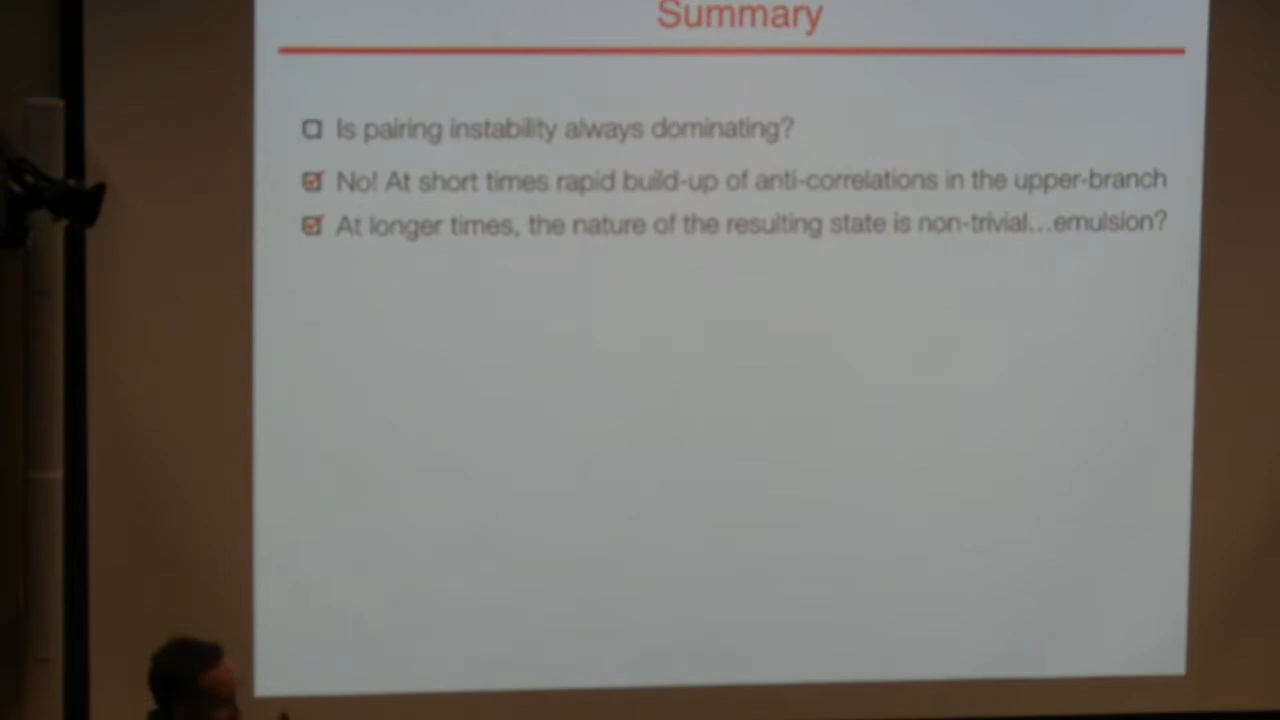 Summary
Is pairing instability always dominating?
No! At short times rapid build-up of anti-correlations in the upper-branch
At longer times, the nature of the resulting state is non-trivial...emulsion?